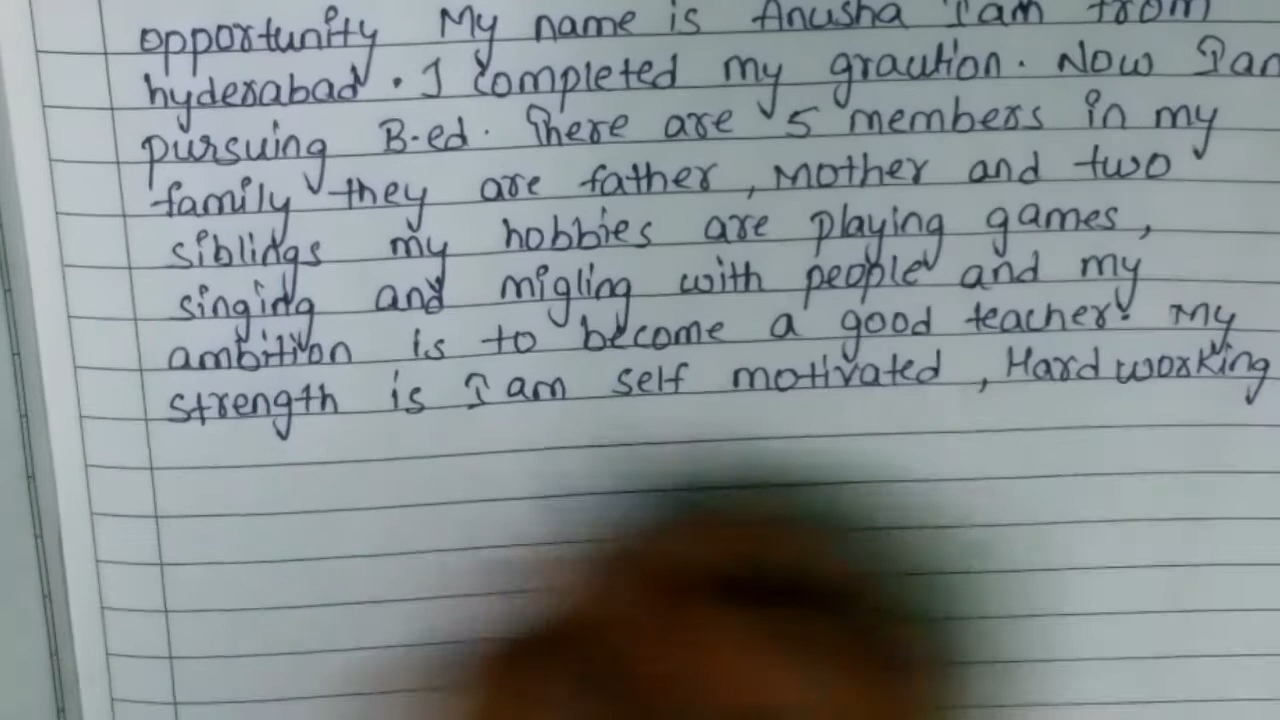 opportunity My name is Anusha I am from
hyderabad. I completed my graution. Now I am
pursuing B-ed. There are 5 members in my
family they are father, Mother and two
siblings my hobbies are playing games,
singing and migling with people and my
ambition is to become a good teacher. My
strength is I am self motivated, Hard working